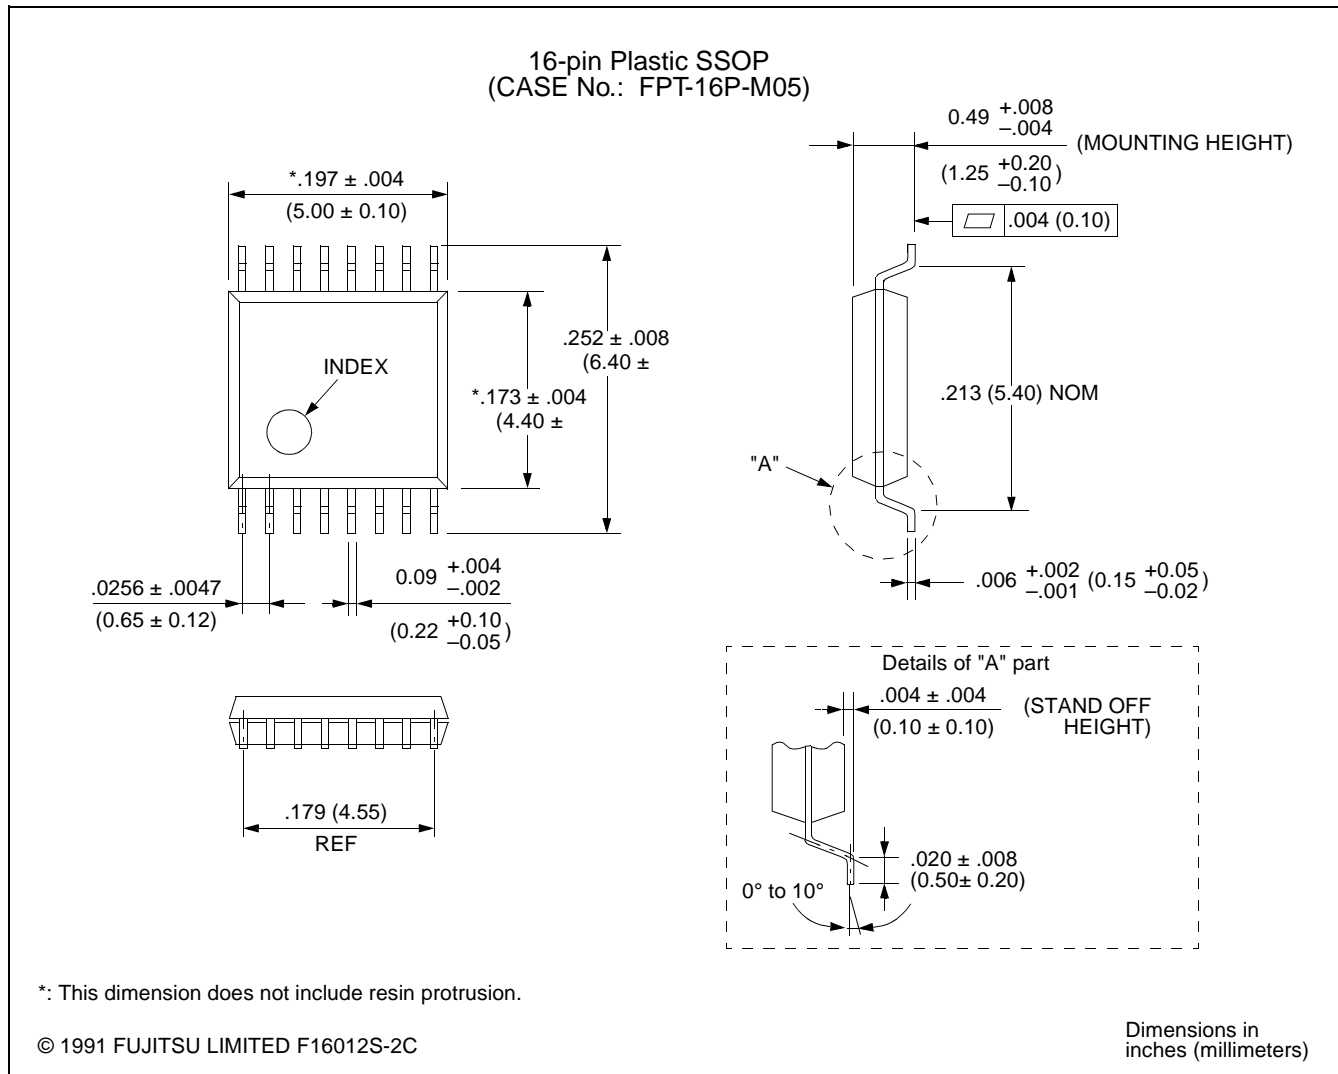 16-pin Plastic SSOP
(CASE No.: FPT-16P-M05)
0.49 +.008 –.004
(MOUNTING HEIGHT)
(1.25 +0.20 –0.10)
.004 (0.10)
*.197 ± .004
(5.00 ± 0.10)
INDEX
.252 ± .008
(6.40 ±
*.173 ± .004
(4.40 ±
.213 (5.40) NOM
"A"
.006 +.002 –.001 (0.15 +0.05 –0.02)
.0256 ± .0047
(0.65 ± 0.12)
0.09 +.004 –.002
(0.22 +0.10 –0.05)
.179 (4.55)
REF
Details of "A" part
.004 ± .004
(0.10 ± 0.10)
(STAND OFF
HEIGHT)
.020 ± .008
(0.50± 0.20)
0° to 10°
*: This dimension does not include resin protrusion.
© 1991 FUJITSU LIMITED F16012S-2C
Dimensions in
inches (millimeters)